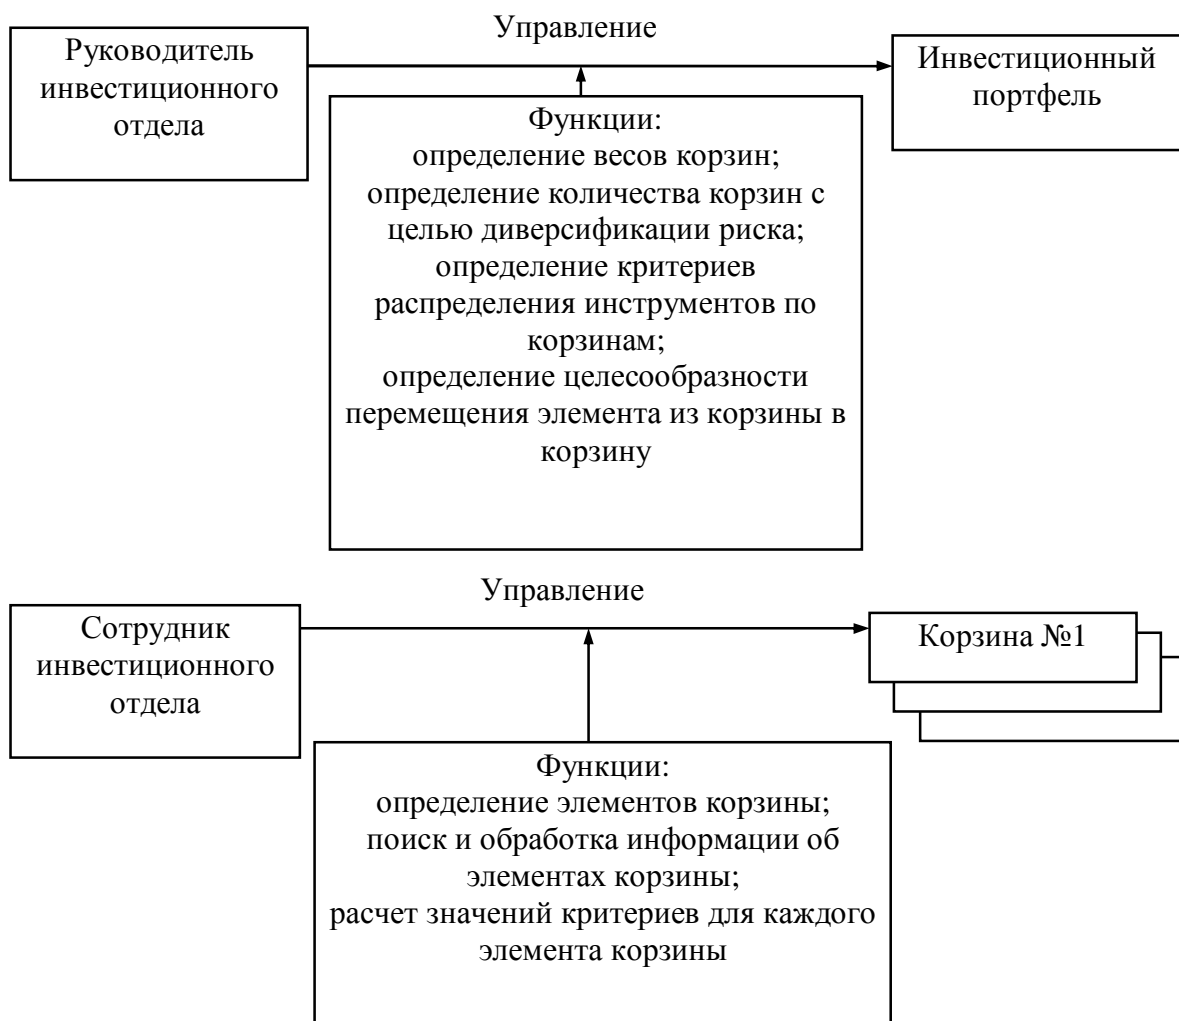 Управление
Руководитель
инвестиционного
отдела
Инвестиционный
портфель
Функции:
определение весов корзин;
определение количества корзин с
целью диверсификации риска;
определение критериев
распределения инструментов по
корзинам;
определение целесообразности
перемещения элемента из корзины в
корзину
Управление
Сотрудник
инвестиционного
отдела
Корзина №1
Функции:
определение элементов корзины;
поиск и обработка информации об
элементах корзины;
расчет значений критериев для каждого
элемента корзины